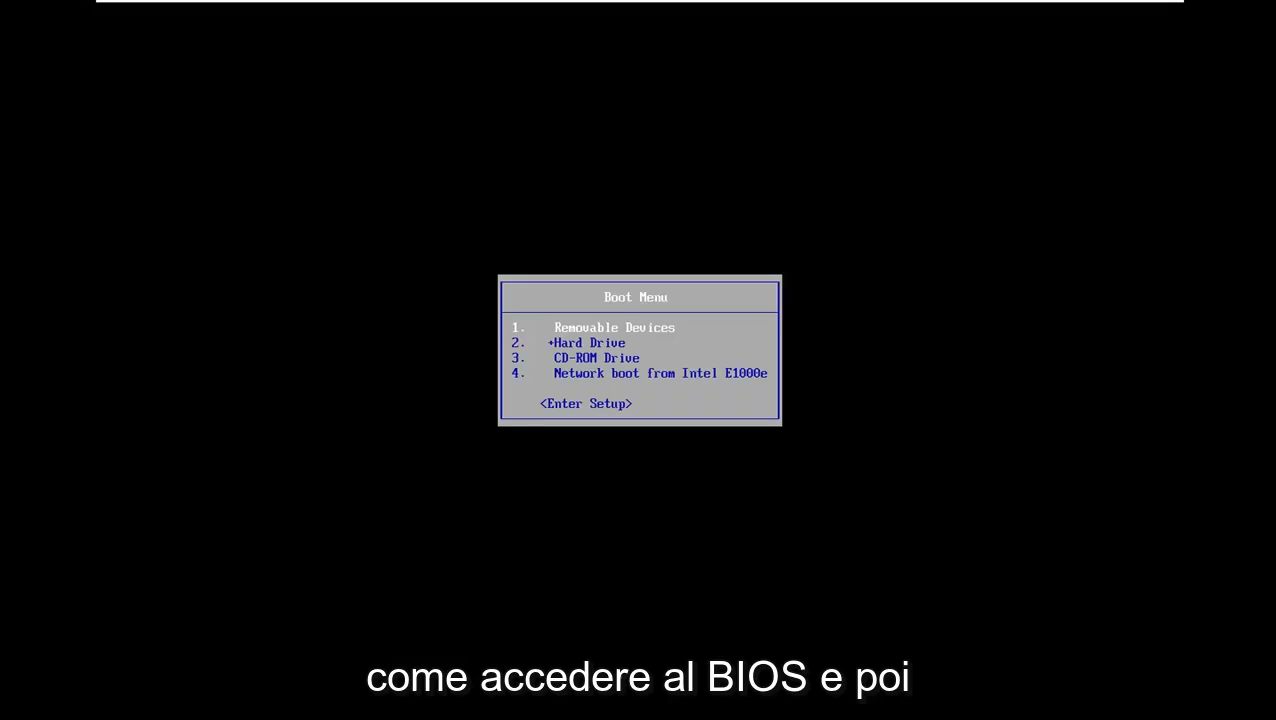 Boot Menu
1. Removable Devices
2. +Hard Drive
3. CD-ROM Drive
4. Network boot from Intel E1000e
<Enter Setup>
come accedere al BIOS e poi